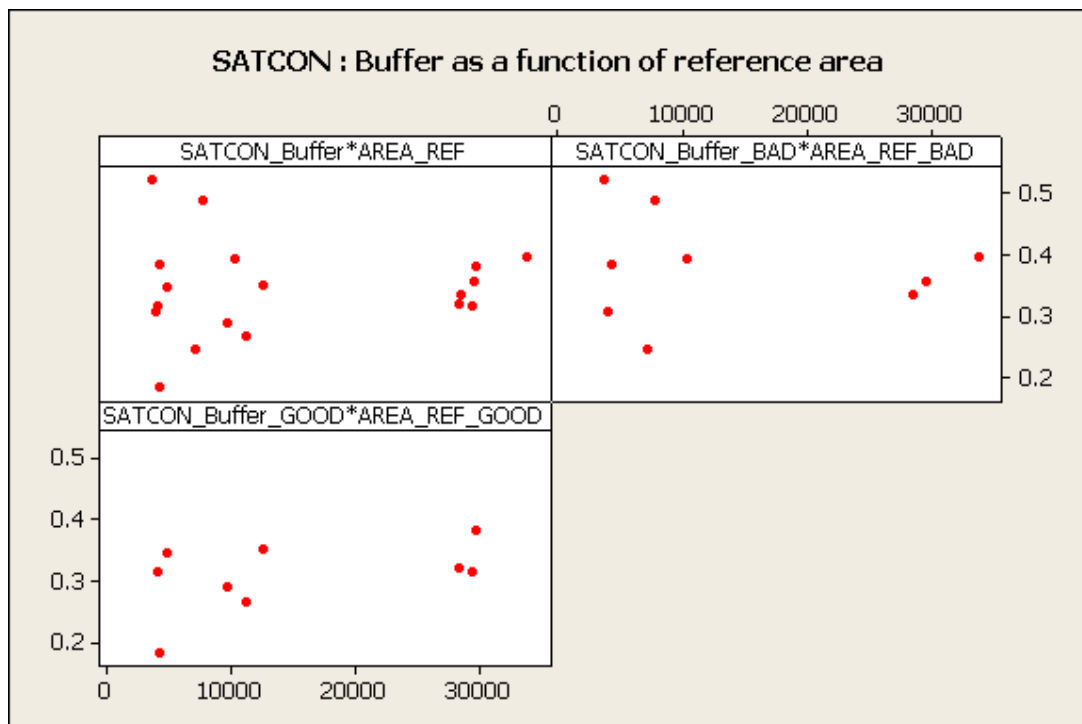 SATCON : Buffer as a function of reference area
0 10000 20000 30000
SATCON_Buffer*AREA_REF
SATCON_Buffer_BAD*AREA_REF_BAD
0.5
0.4
0.3
0.2
SATCON_Buffer_GOOD*AREA_REF_GOOD
0.5
0.4
0.3
0.2
0 10000 20000 30000